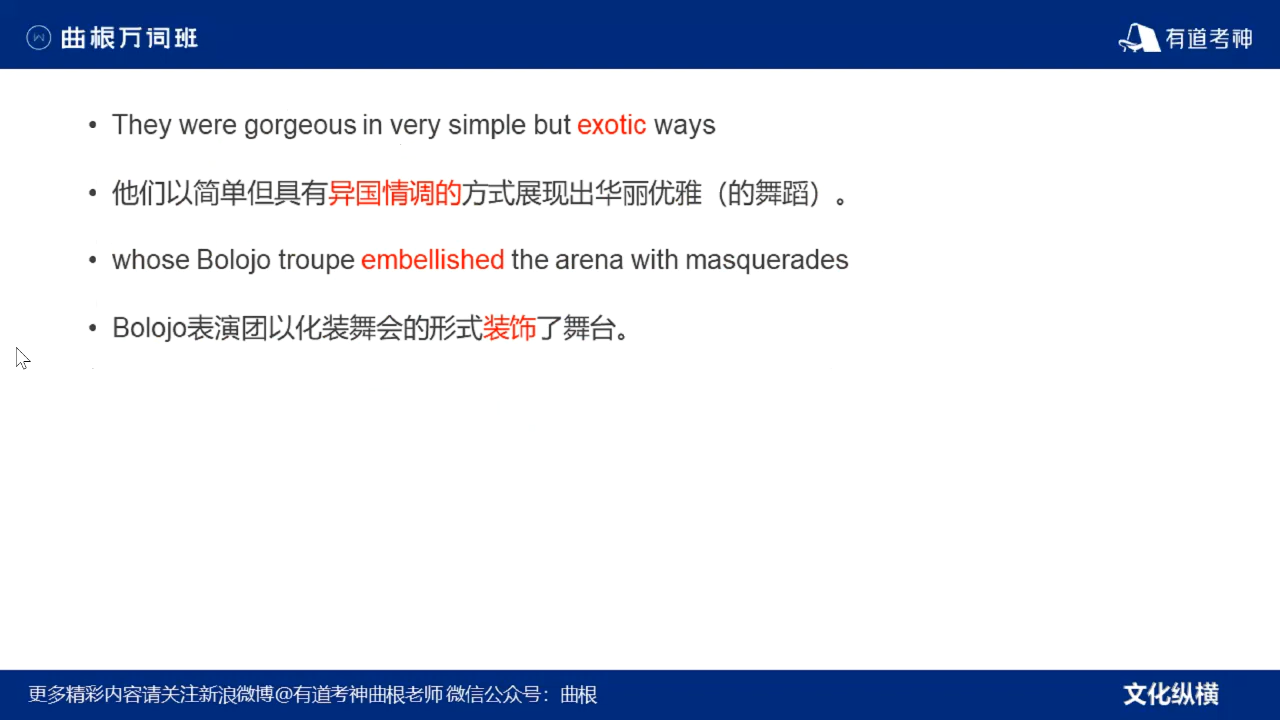 曲根万词班
有道考神
• They were gorgeous in very simple but exotic ways
• 他们以简单但具有异国情调的方式展现出华丽优雅（的舞蹈）。
• whose Bolojo troupe embellished the arena with masquerades
• Bolojo表演团以化装舞会的形式装饰了舞台。
更多精彩内容请关注新浪微博@有道考神曲根老师 微信公众号：曲根
文化纵横